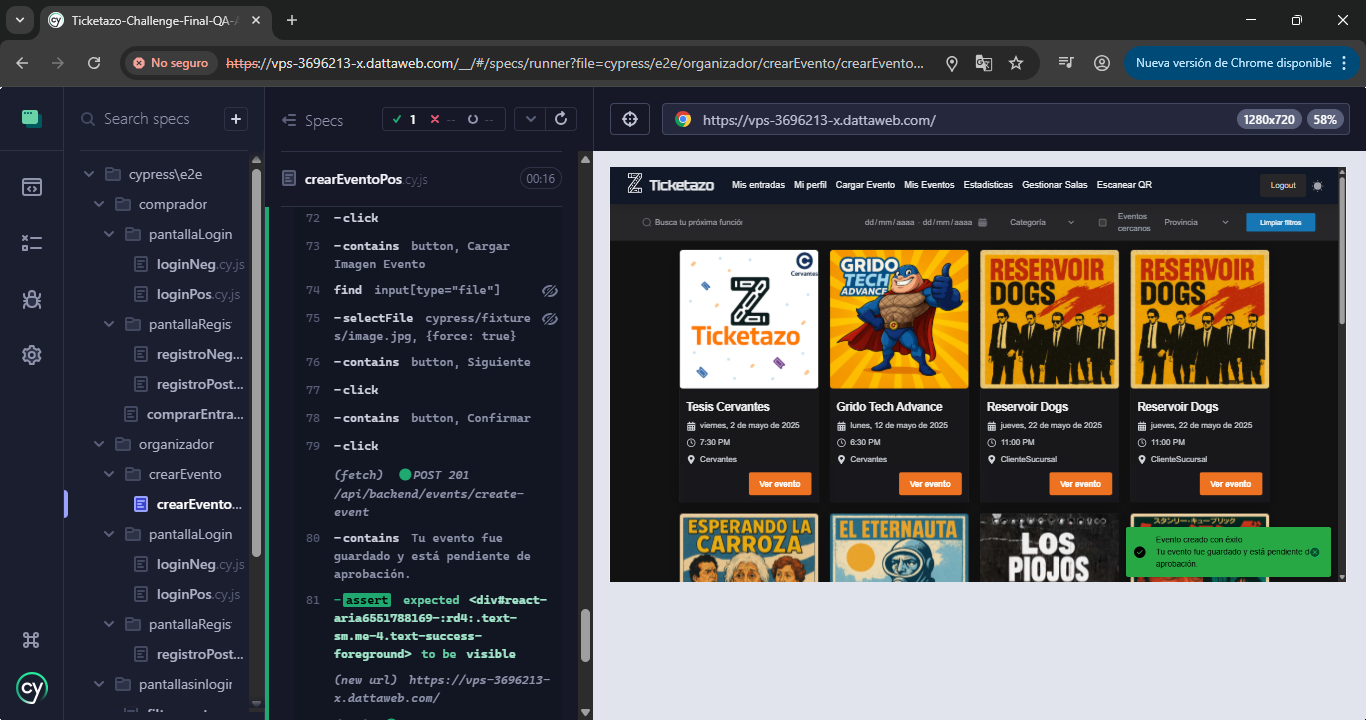 Ticketazo-Challenge-Final-QA-
No seguro
https://vps-3696213-x.dattaweb.com/__/#/specs/runner?file=cypress/e2e/organizador/crearEvento/crearEvento...
Nueva versión de Chrome disponible
Search specs
Specs
1
--
--
https://vps-3696213-x.dattaweb.com/
1280x720
58%
cypress\e2e
comprador
pantallaLogin
loginNeg.cy.js
loginPos.cy.js
pantallaRegis
registroNeg...
registroPost...
comprarEntra...
organizador
crearEvento
crearEvento...
pantallaLogin
loginNeg.cy.js
loginPos.cy.js
pantallaRegis
registroPost...
pantallasinlogin
cy
crearEventoPos.cy.js
00:16
72 -click
73 -contains button, Cargar
Imagen Evento
74 find input[type="file"]
75 -selectFile cypress/fixture
s/image.jpg, {force: true}
76 -contains button, Siguiente
77 -click
78 -contains button, Confirmar
79 -click
(fetch) POST 201
/api/backend/events/create-
event
80 -contains Tu evento fue
guardado y está pendiente de
aprobación.
81 -assert expected <div#react-
aria6551788169-:rd4:.text-
sm.me-4.text-success-
foreground> to be visible
(new url) https://vps-3696213-
x.dattaweb.com/
Ticketazo
Mis entradas
Mi perfil
Cargar Evento
Mis Eventos
Estadisticas
Gestionar Salas
Escanear QR
Logout
Busca tu próxima funció
dd/mm/aaaa - dd/mm/aaaa
Categoría
Eventos
cercanos
Provincia
Limpiar filtros
Cervantes
Z
Ticketazo
GRIDO
TECH
ADVANCE
RESERVOIR
DOGS
RESERVOIR
DOGS
Tesis Cervantes
viernes, 2 de mayo de 2025
7:30 PM
Cervantes
Ver evento
Grido Tech Advance
lunes, 12 de mayo de 2025
6:30 PM
Cervantes
Ver evento
Reservoir Dogs
jueves, 22 de mayo de 2025
11:00 PM
ClienteSucursal
Ver evento
Reservoir Dogs
jueves, 22 de mayo de 2025
11:00 PM
ClienteSucursal
Ver evento
ESPERANDO LA
CARROZA
EL ETERNAUTA
LOS
PIOJOS
スタンリー・キューブリック
Evento creado con éxito
Tu evento fue guardado y está pendiente d
aprobación.